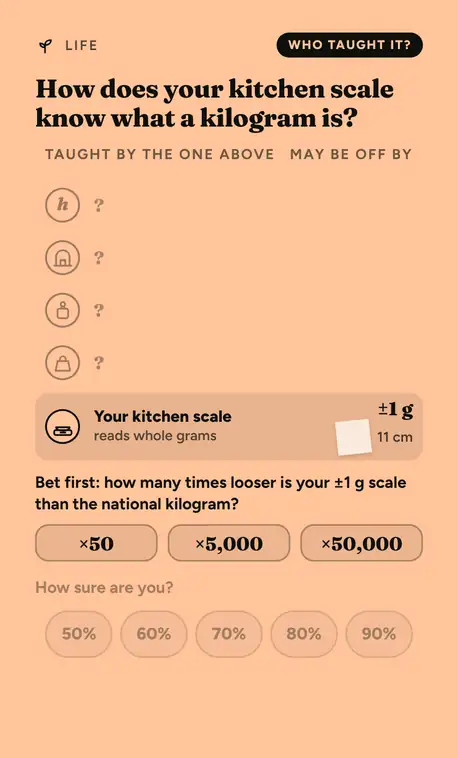 LIFE
WHO TAUGHT IT?
How does your kitchen scale
know what a kilogram is?
TAUGHT BY THE ONE ABOVE MAY BE OFF BY
h ?
?
?
?
Your kitchen scale
reads whole grams
±1 g
11 cm
Bet first: how many times looser is your ±1 g scale
than the national kilogram?
×50 ×5,000 ×50,000
How sure are you?
50% 60% 70% 80% 90%